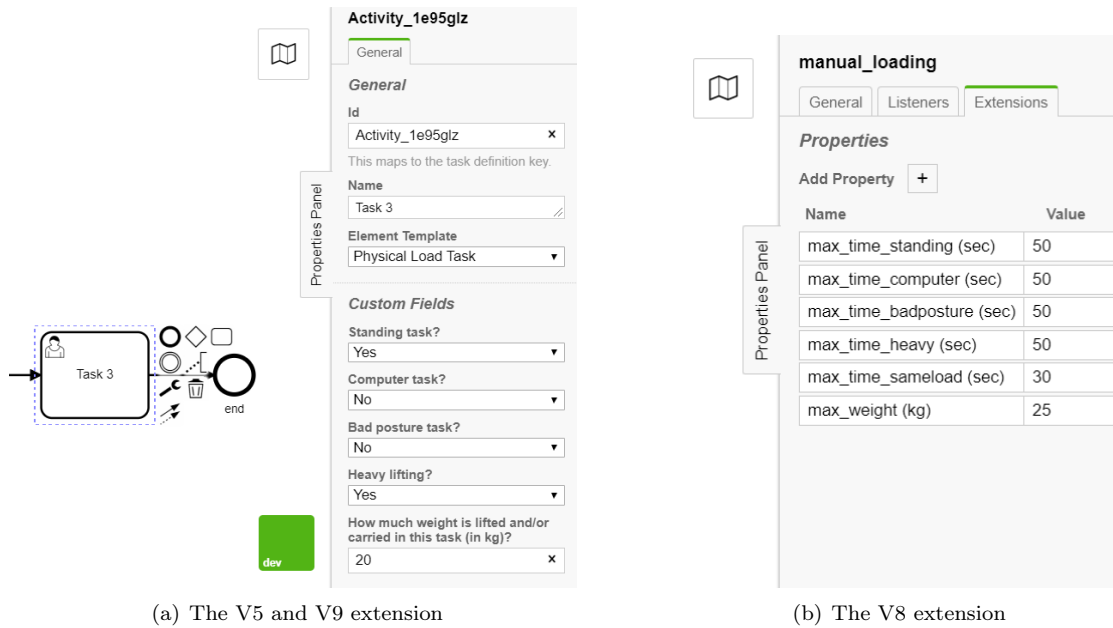 Activity_1e95glz
General
General
Id
Activity_1e95glz ×
This maps to the task definition key.
Name
Task 3
Element Template
Physical Load Task
Properties Panel
Custom Fields
Standing task?
Yes
Computer task?
No
Bad posture task?
No
Heavy lifting?
Yes
How much weight is lifted and/or
carried in this task (in kg)?
20 ×
Task 3
end
dev
(a) The V5 and V9 extension
manual_loading
General Listeners Extensions
Properties
Add Property +
Name Value
max_time_standing (sec) 50
max_time_computer (sec) 50
max_time_badposture (sec) 50
max_time_heavy (sec) 50
max_time_sameload (sec) 30
max_weight (kg) 25
Properties Panel
(b) The V8 extension